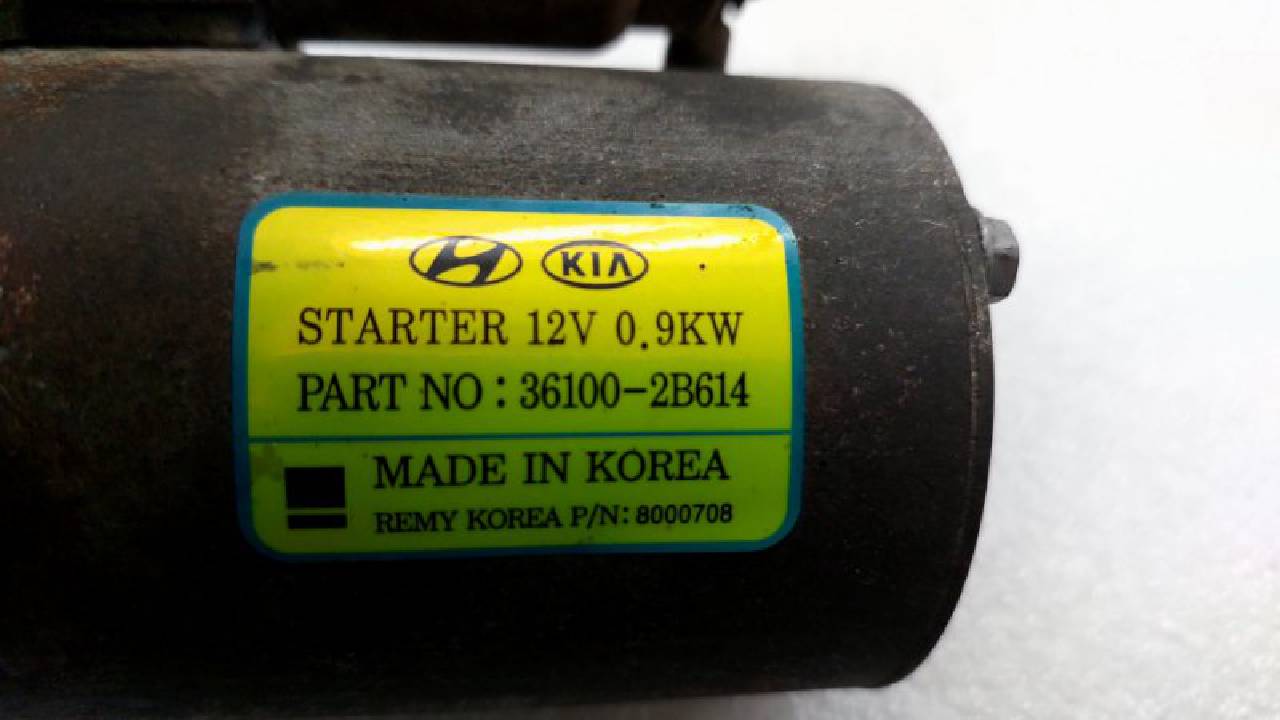 KIA
STARTER 12V 0.9KW
PART NO : 36100-2B614
MADE IN KOREA
REMY KOREA P/N: 8000708